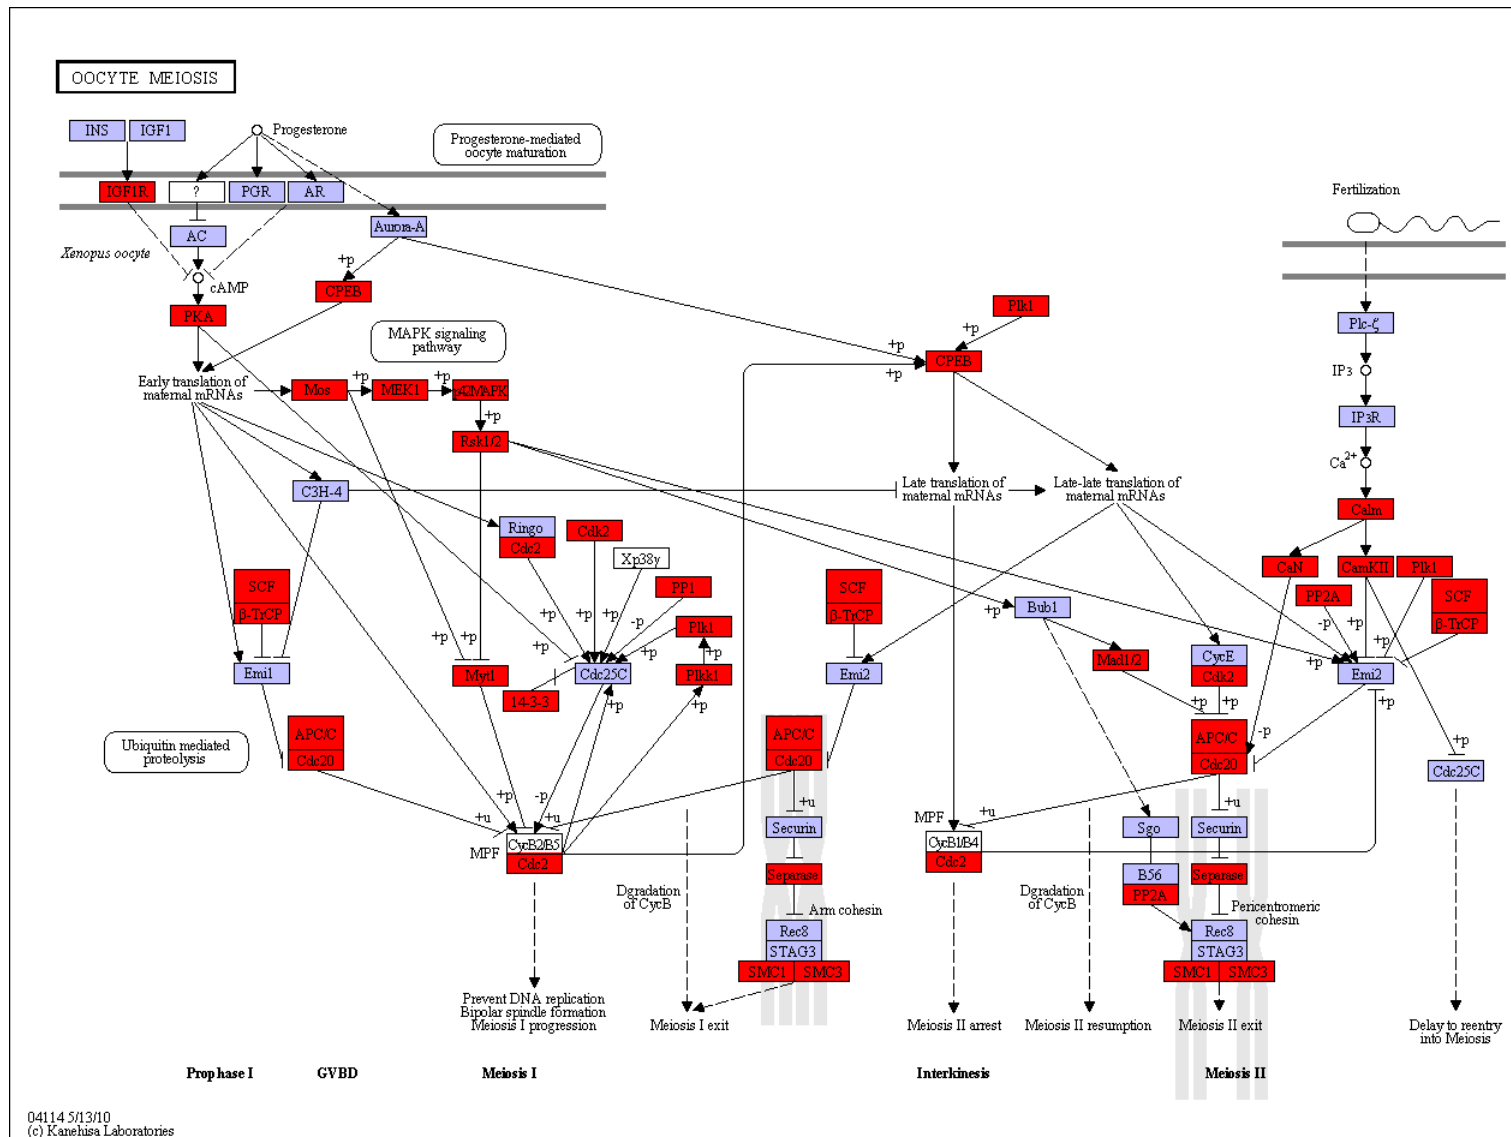 OOCYTE MEIOSIS
INS
IGF1
Progesterone
Progesterone-mediated
oocyte maturation
IGF1R
?
PGR
AR
Fertilization
AC
Aurora-A
Xenopus oocyte
+p
cAMP
CPEB
PKA
Plk1
Plc-ζ
MAPK signaling
pathway
+p
+p
+p
CPEB
IP3
Early translation of
maternal mRNAs
Mos
+p
MEK1
+p
p42MAPK
+p
IP3R
Rsk1/2
Ca2+
C3H-4
Late translation of
maternal mRNAs
Late-late translation of
maternal mRNAs
Calm
Ringo
Cdc2
Cdk2
Xp38γ
CaN
CamKII
Plk1
SCF
β-TrCP
PP1
SCF
β-TrCP
PP2A
SCF
β-TrCP
+p
+p
+p
-p
+p
Bub1
-p
+p
Plk1
+p
+p
+p
+p
+p
+p
Mad1/2
CycE
Cdk2
+p
Emi1
Myt1
Cdc25C
Plkk1
Emi2
Emi2
14-3-3
+p
+p
+p
+p
+p
Ubiquitin mediated
proteolysis
APC/C
Cdc20
APC/C
Cdc20
APC/C
Cdc20
-p
+p
Cdc25C
+p
-p
+u
+u
+u
+u
+u
MPF
CycB2/B5
Cdc2
Securin
MPF
CycB1/B4
Cdc2
Sgo
Securin
Separase
B56
PP2A
Separase
Dgradation
of CycB
Arm cohesin
Dgradation
of CycB
Pericentromeric
cohesin
Rec8
STAG3
SMC1
SMC3
Rec8
STAG3
SMC1
SMC3
Prevent DNA replication
Bipolar spindle formation
Meiosis I progression
Meiosis I exit
Meiosis II arrest
Meiosis II resumption
Meiosis II exit
Delay to reentry
into Meiosis
Prophase I
GVBD
Meiosis I
Interkinesis
Meiosis II
04114 5/13/10
(c) Kanehisa Laboratories